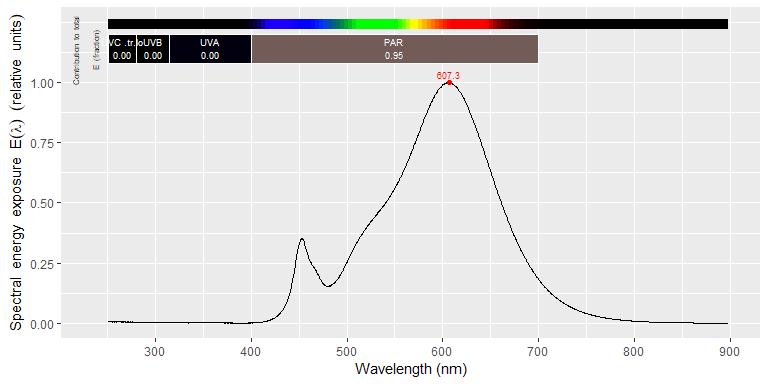 Contribution to total
E (fraction)
VC .tr.IoUVB UVA PAR
0.00 0.00 0.00 0.95
607.3
1.00
0.75
0.50
0.25
0.00
Spectral energy exposure E(λ) (relative units)
300 400 500 600 700 800 900
Wavelength (nm)